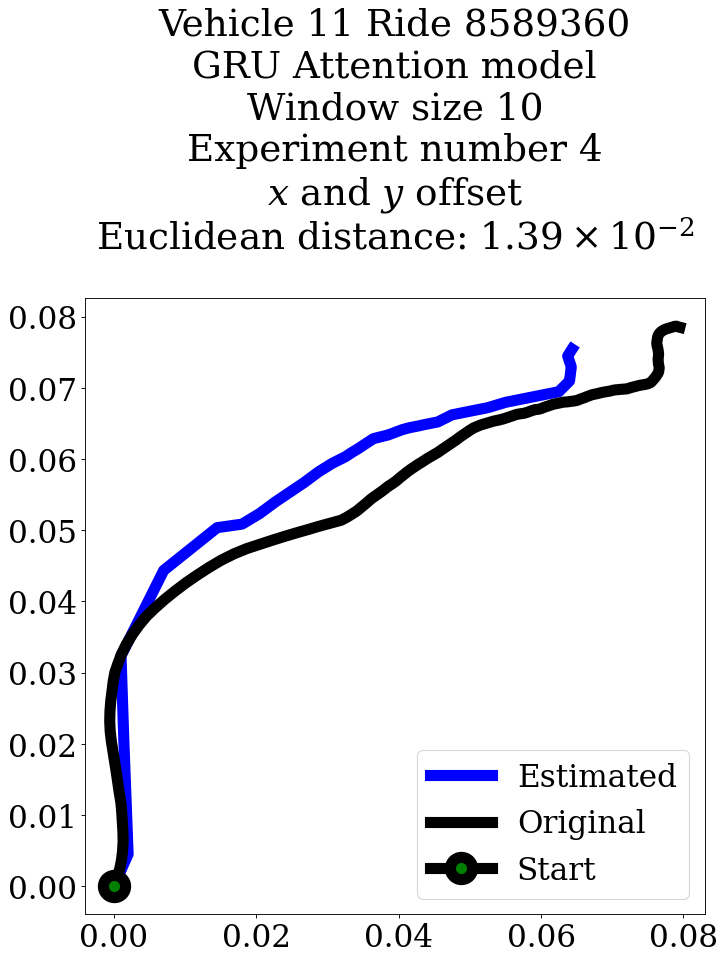 Vehicle 11 Ride 8589360
GRU Attention model
Window size 10
Experiment number 4
x and y offset
Euclidean distance: 1.39 × 10⁻²
0.08
0.07
0.06
0.05
0.04
0.03
0.02
0.01
0.00
Estimated
Original
Start
0.00 0.02 0.04 0.06 0.08